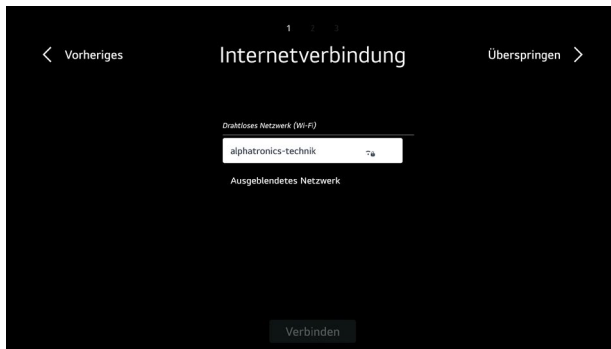 1 2 3
Vorheriges
Internetverbindung
Überspringen
Drahtloses Netzwerk (Wi-Fi)
alphatronics-technik
Ausgeblendetes Netzwerk
Verbinden